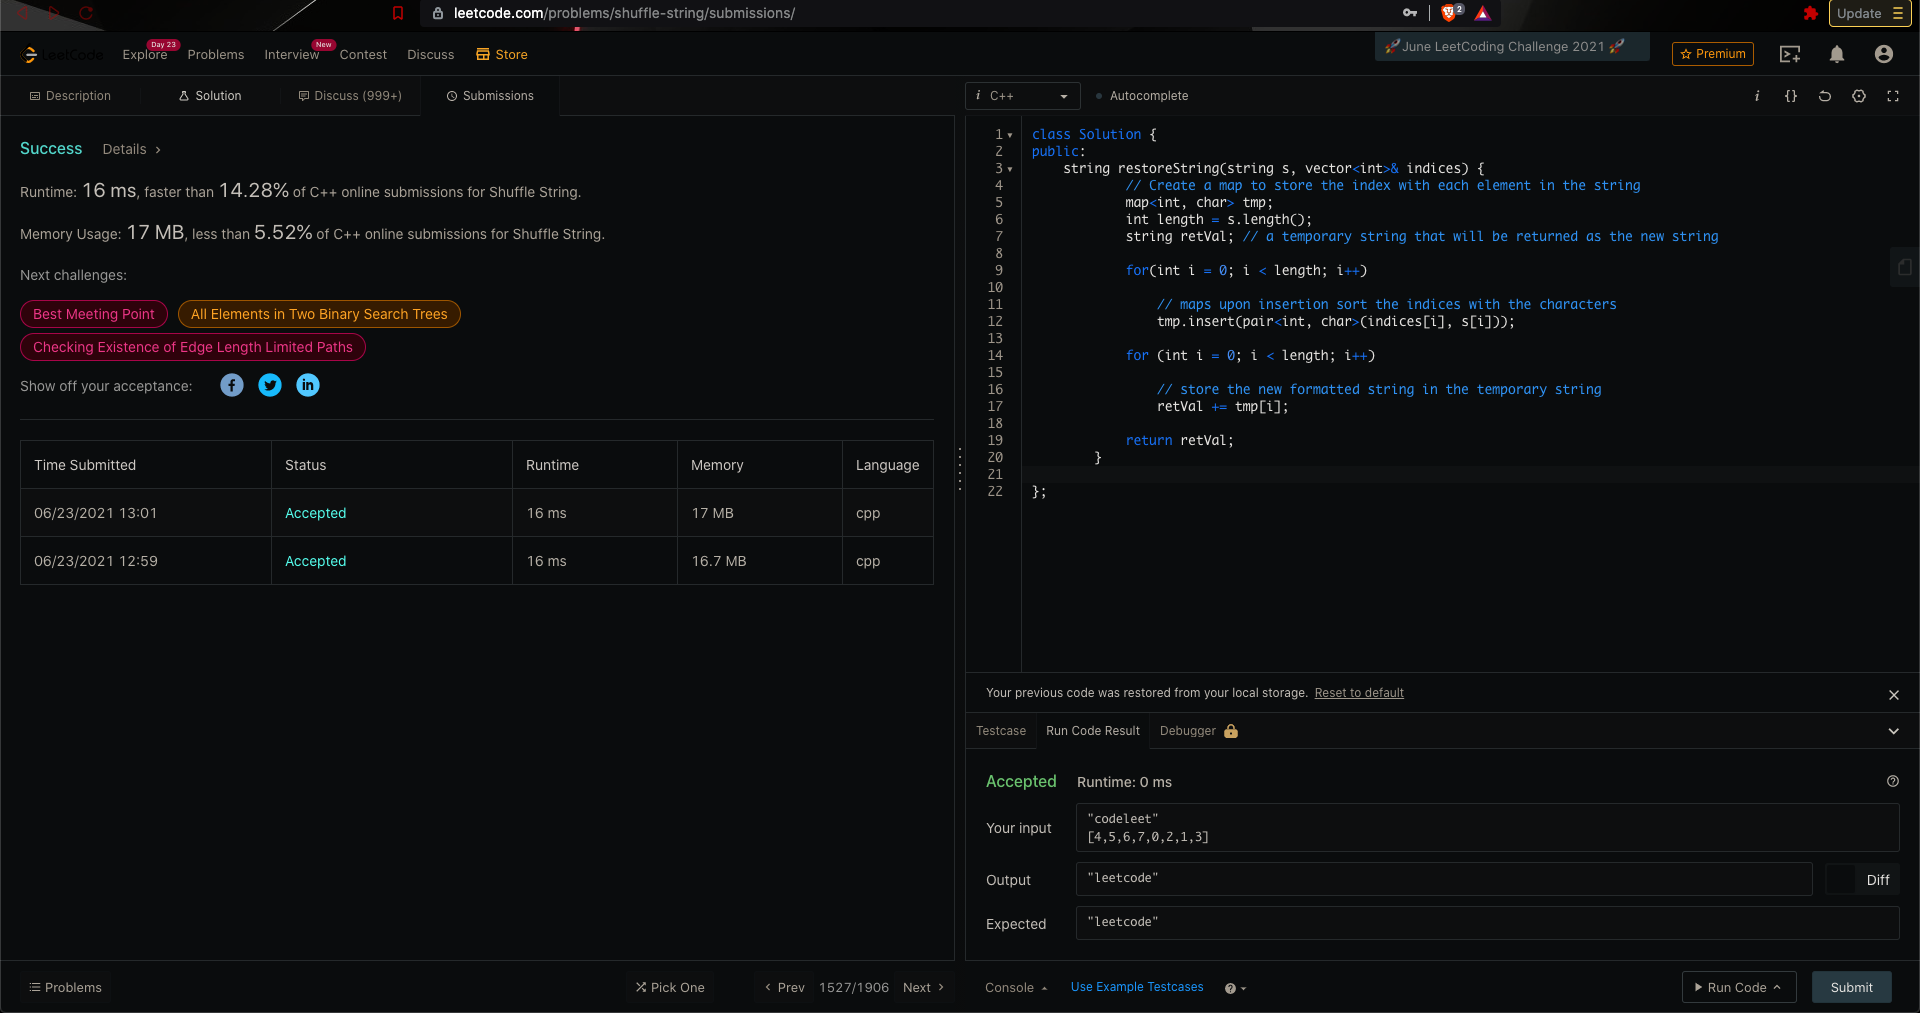 leetcode.com/problems/shuffle-string/submissions/
2
Update
LeetCode
Explore
Day 23
Problems
Interview
New
Contest
Discuss
Store
🚀June LeetCoding Challenge 2021 🚀
Premium
Description
Solution
Discuss (999+)
Submissions
Success
Details
Runtime: 16 ms, faster than 14.28% of C++ online submissions for Shuffle String.
Memory Usage: 17 MB, less than 5.52% of C++ online submissions for Shuffle String.
Next challenges:
Best Meeting Point
All Elements in Two Binary Search Trees
Checking Existence of Edge Length Limited Paths
Show off your acceptance:
Time Submitted Status Runtime Memory Language
06/23/2021 13:01 Accepted 16 ms 17 MB cpp
06/23/2021 12:59 Accepted 16 ms 16.7 MB cpp
Problems
Pick One
Prev
1527/1906
Next
i C++
Autocomplete
i {}
1 class Solution {
2 public:
3 string restoreString(string s, vector<int>& indices) {
4 // Create a map to store the index with each element in the string
5 map<int, char> tmp;
6 int length = s.length();
7 string retVal; // a temporary string that will be returned as the new string
8
9 for(int i = 0; i < length; i++)
10
11 // maps upon insertion sort the indices with the characters
12 tmp.insert(pair<int, char>(indices[i], s[i]));
13
14 for (int i = 0; i < length; i++)
15
16 // store the new formatted string in the temporary string
17 retVal += tmp[i];
18
19 return retVal;
20 }
21
22 };
Your previous code was restored from your local storage. Reset to default
Testcase
Run Code Result
Debugger
Accepted Runtime: 0 ms
Your input
"codeleet"
[4,5,6,7,0,2,1,3]
Output
"leetcode"
Diff
Expected
"leetcode"
Console
Use Example Testcases
Run Code
Submit